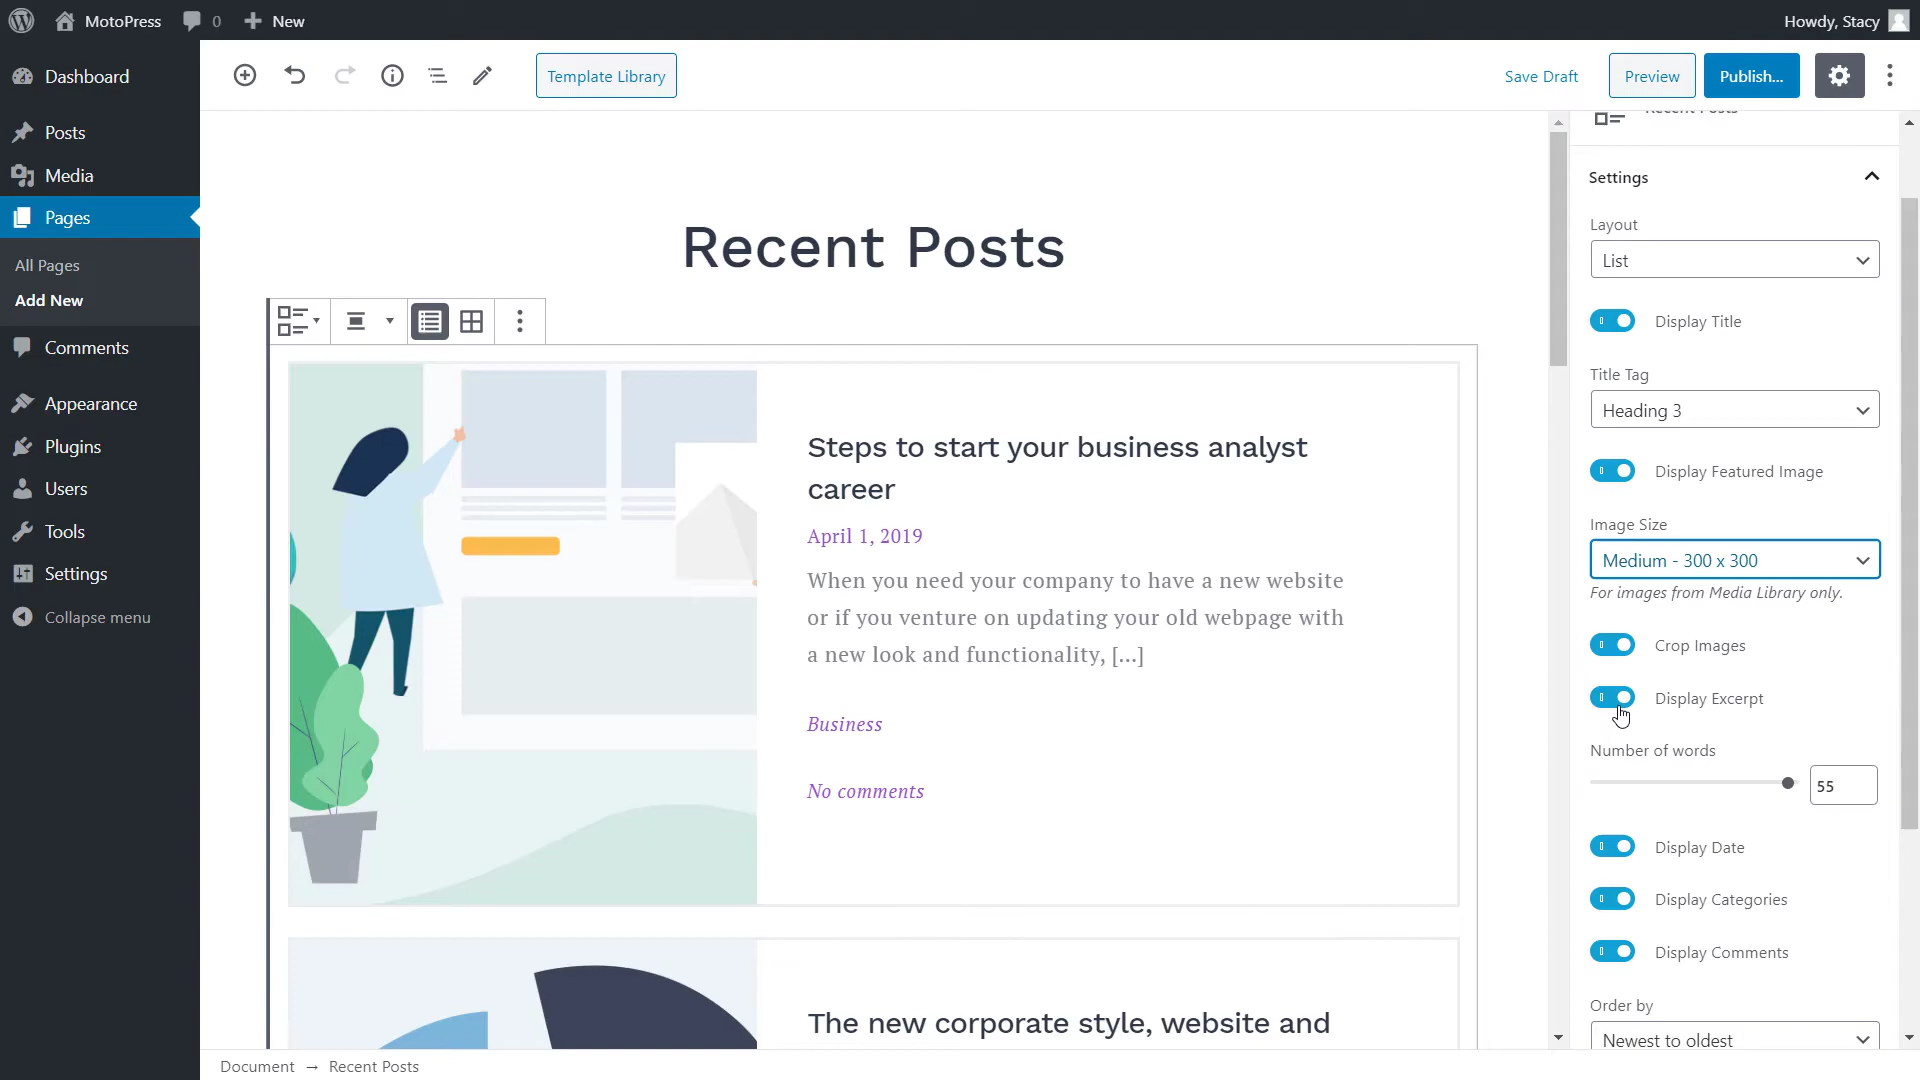 MotoPress
0
New
Howdy, Stacy
Dashboard
Posts
Media
Pages
All Pages
Add New
Comments
Appearance
Plugins
Users
Tools
Settings
Collapse menu
Template Library
Save Draft
Preview
Publish...
Recent Posts
Steps to start your business analyst
career
April 1, 2019
When you need your company to have a new website
or if you venture on updating your old webpage with
a new look and functionality, [...]
Business
No comments
The new corporate style, website and
Recent Posts
Settings
Layout
List
Display Title
Title Tag
Heading 3
Display Featured Image
Image Size
Medium - 300 x 300
For images from Media Library only.
Crop Images
Display Excerpt
Number of words
55
Display Date
Display Categories
Display Comments
Order by
Newest to oldest
Document → Recent Posts